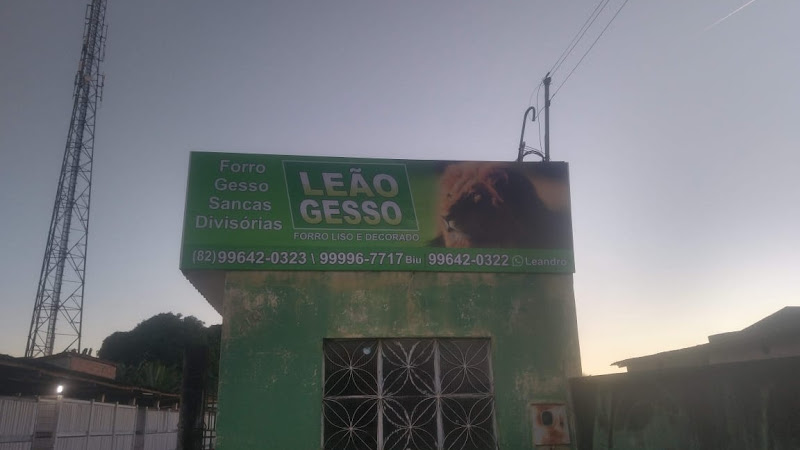 Forro
Gesso
Sancas
Divisórias
LEÃO
GESSO
FORRO LISO E DECORADO
(82)99642-0323 \ 99996-7717 Biu 99642-0322 Leandro